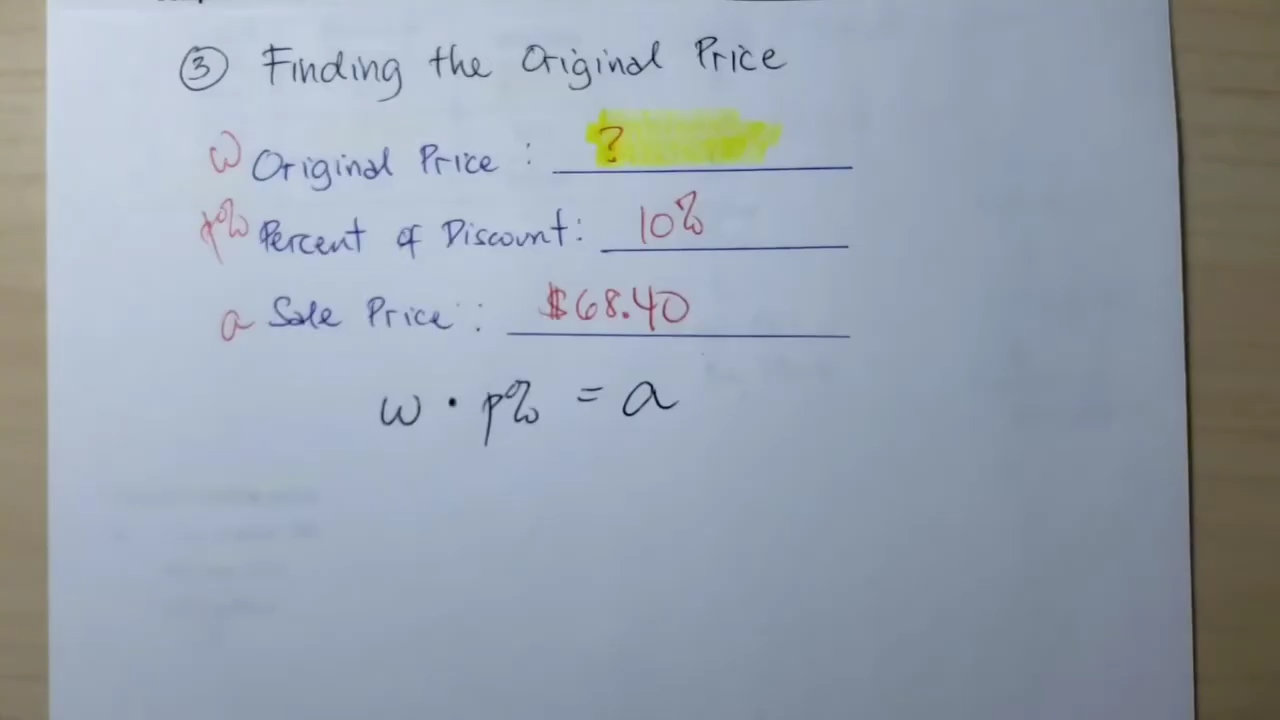 ③ Finding the Original Price
w Original Price : ?
p% Percent of Discount: 10%
a Sale Price : $68.40
w · p% = a